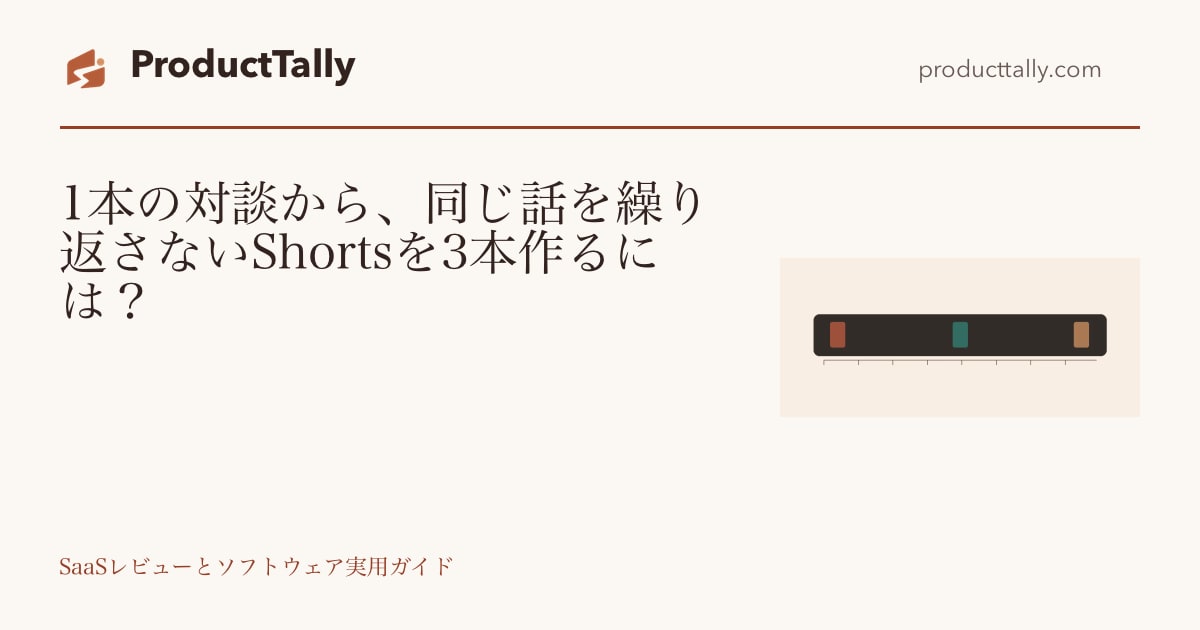 ProductTally
producttally.com
1本の対談から、同じ話を繰り
返さないShortsを3本作るに
は？
SaaSレビューとソフトウェア実用ガイド